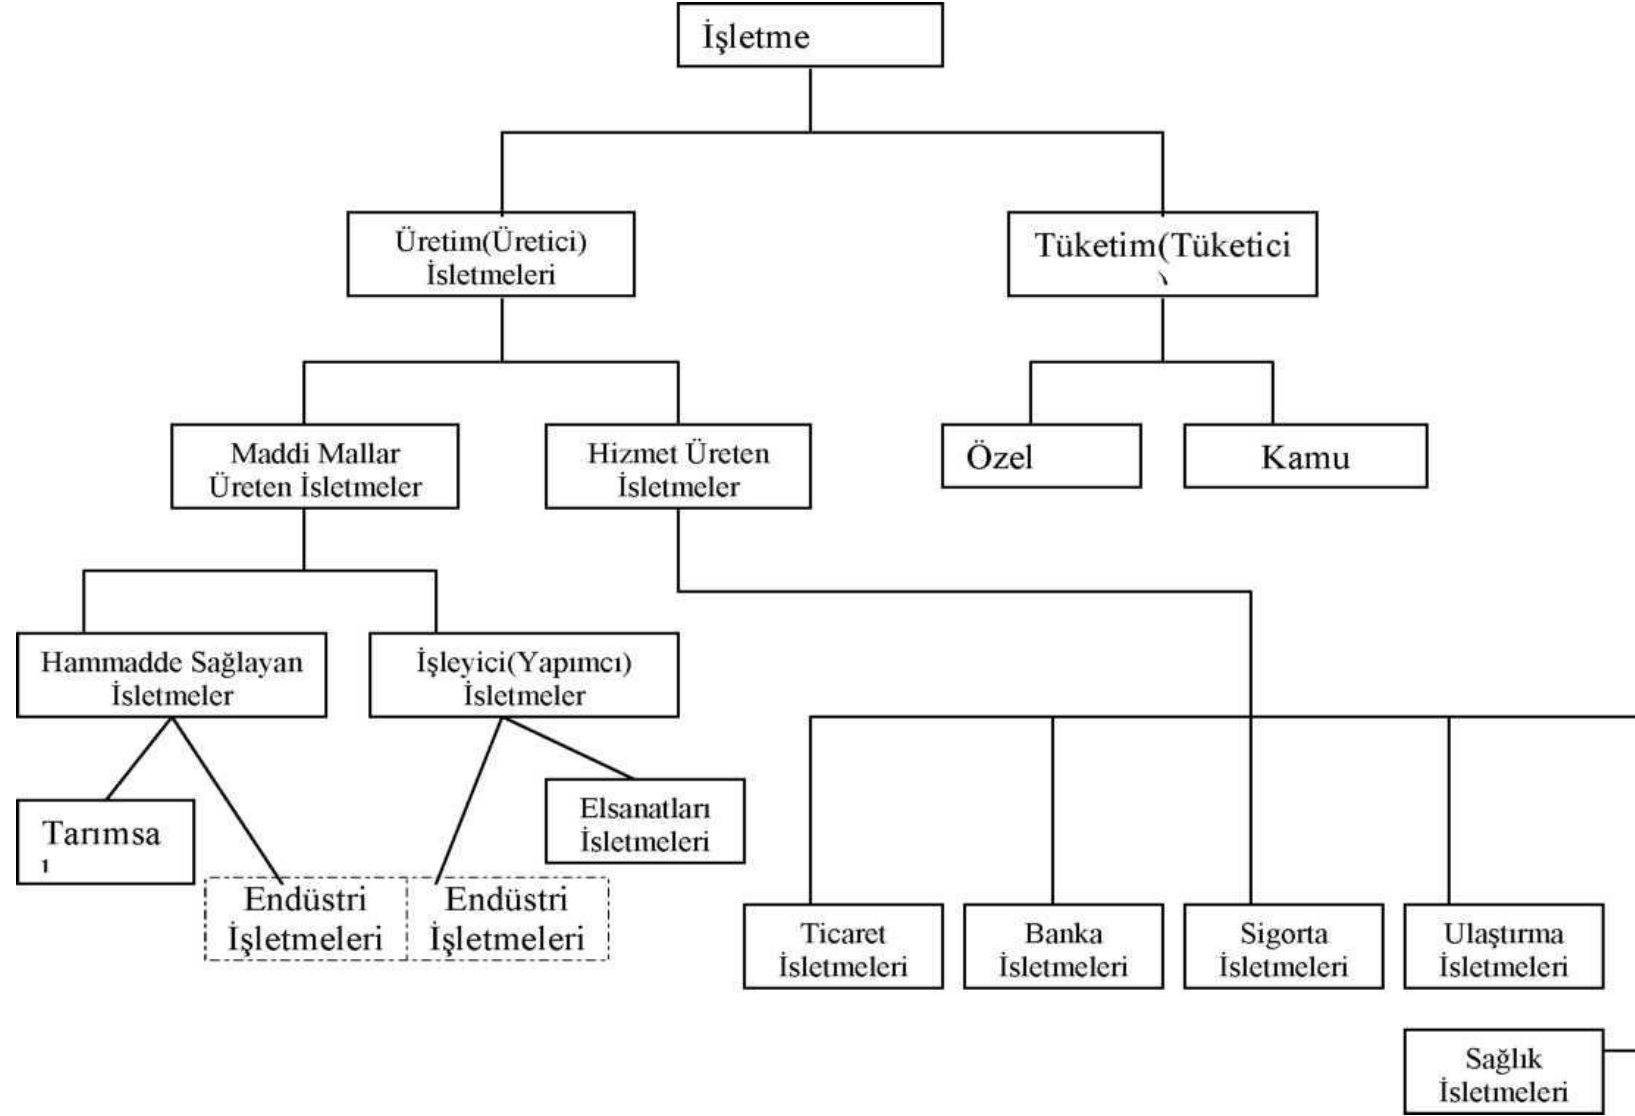 İşletme
Üretim(Üretici)
İsletmeleri
Tüketim(Tüketici
)
Maddi Mallar
Üreten İsletmeler
Hizmet Üreten
İsletmeler
Özel
Kamu
Hammadde Sağlayan
İsletmeler
İşleyici(Yapımcı)
İsletmeler
Tarımsa
l
Elsanatları
İsletmeleri
Endüstri
İşletmeleri
Endüstri
İşletmeleri
Ticaret
İsletmeleri
Banka
İsletmeleri
Sigorta
İsletmeleri
Ulaştırma
İsletmeleri
Sağlık
İsletmeleri